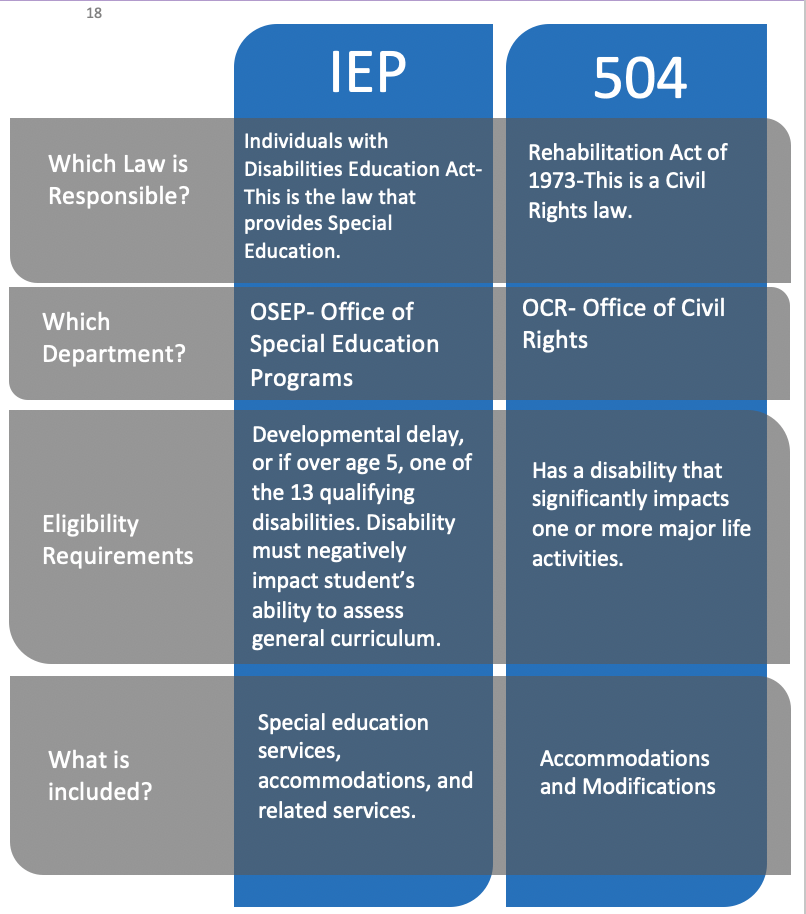 18
IEP
504
Which Law is
Responsible?
Individuals with
Disabilities Education Act-
This is the law that
provides Special
Education.
Rehabilitation Act of
1973-This is a Civil
Rights law.
Which
Department?
OSEP- Office of
Special Education
Programs
OCR- Office of Civil
Rights
Eligibility
Requirements
Developmental delay,
or if over age 5, one of
the 13 qualifying
disabilities. Disability
must negatively
impact student’s
ability to assess
general curriculum.
Has a disability that
significantly impacts
one or more major life
activities.
What is
included?
Special education
services,
accommodations, and
related services.
Accommodations
and Modifications